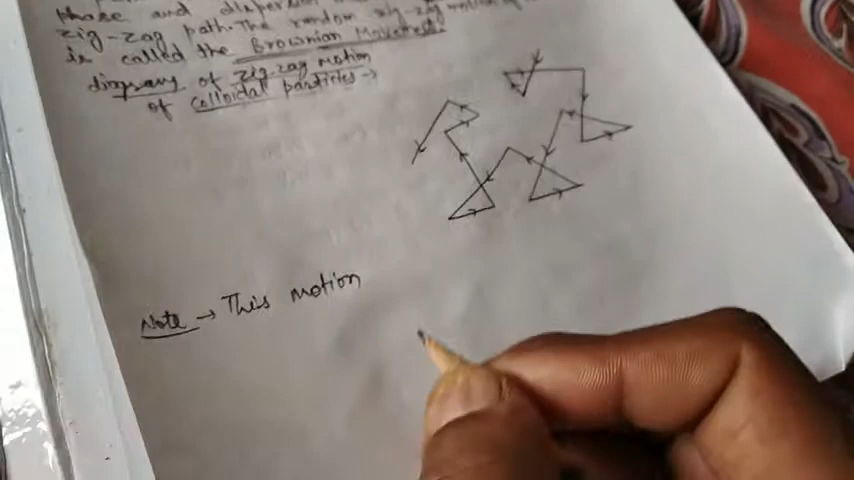 phase and dispersion
zig-zag path. The random zig-zag motion of
is called the Brownian Movement.
diagram of zig-zag motion
of colloidal particles →
Note → This motion